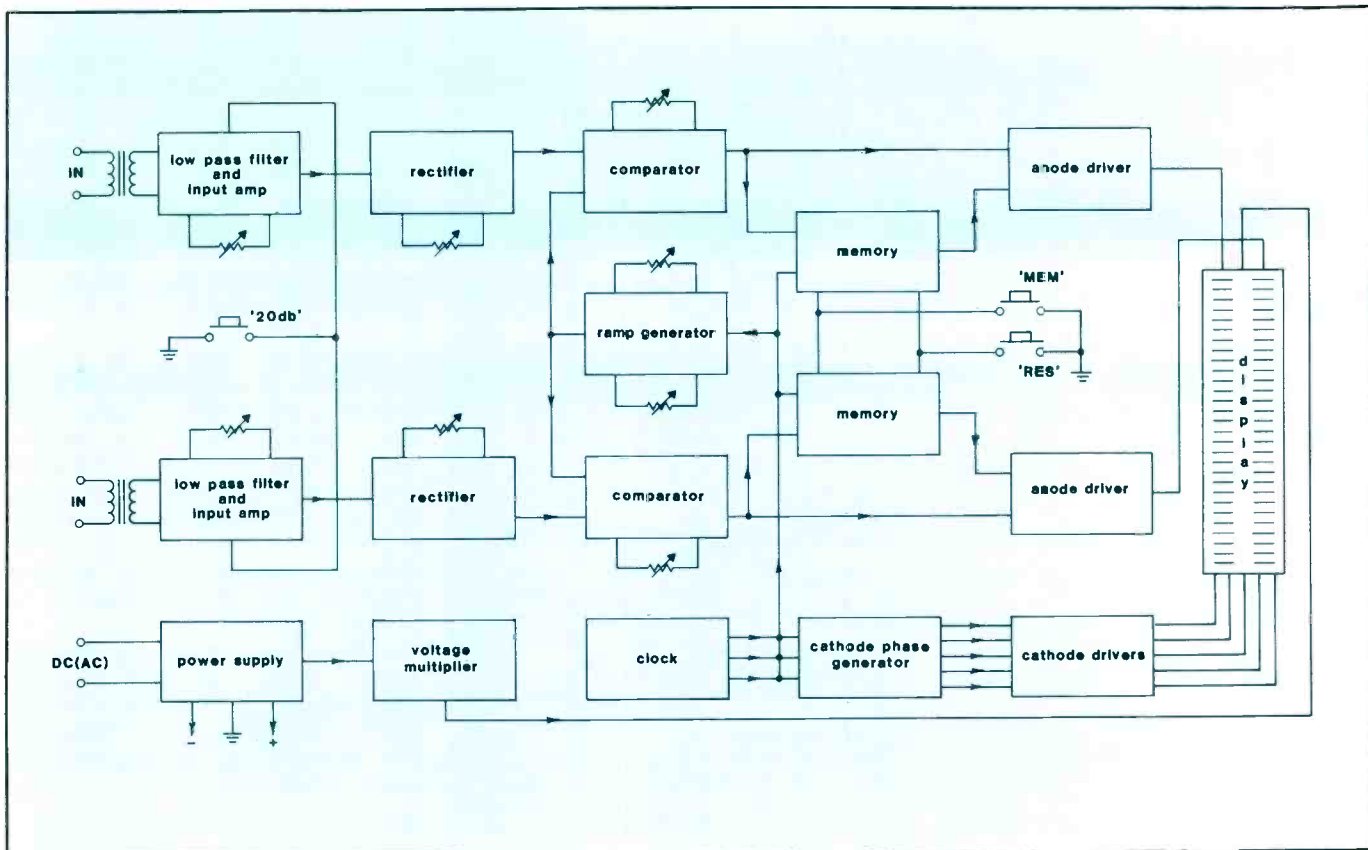 IN
low pass filter
and
input amp
rectifier
comparator
anode driver
memory
'MEM'
'20db'
ramp generator
'RES'
display
memory
IN
low pass filter
and
input amp
rectifier
comparator
anode driver
DC(AC)
power supply
voltage
multiplier
clock
cathode phase
generator
cathode drivers
- +